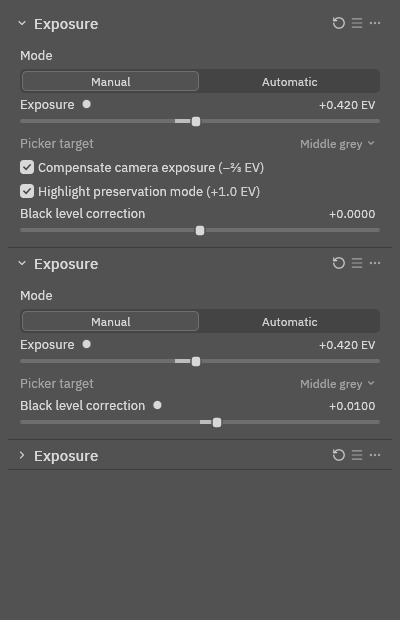 Exposure
Mode
Manual Automatic
Exposure +0.420 EV
Picker target Middle grey
Compensate camera exposure (−⅔ EV)
Highlight preservation mode (+1.0 EV)
Black level correction +0.0000
Exposure
Mode
Manual Automatic
Exposure +0.420 EV
Picker target Middle grey
Black level correction +0.0100
Exposure